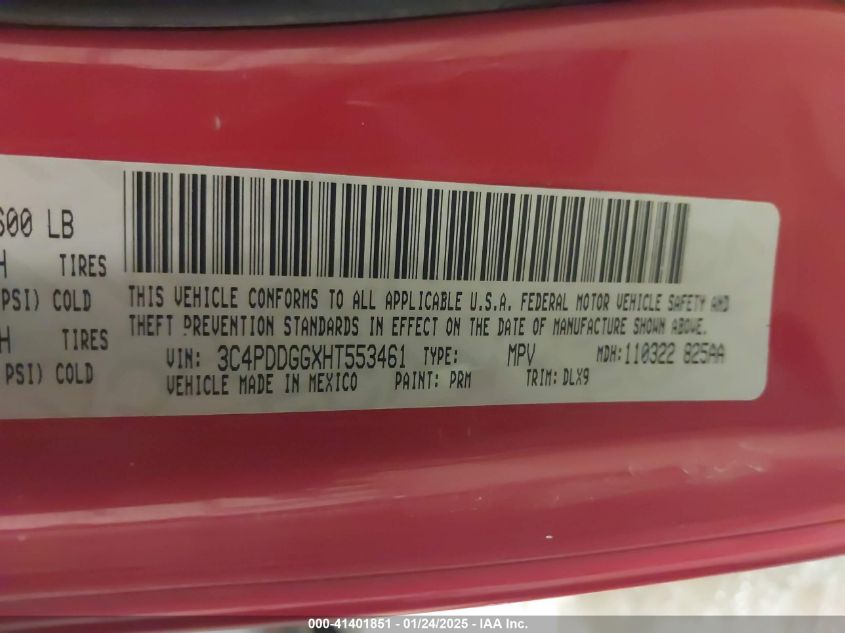 600 LB
H TIRES
PSI) COLD
H TIRES
PSI) COLD
THIS VEHICLE CONFORMS TO ALL APPLICABLE U.S.A. FEDERAL MOTOR VEHICLE SAFETY AND
THEFT PREVENTION STANDARDS IN EFFECT ON THE DATE OF MANUFACTURE SHOWN ABOVE.
VIN: 3C4PDDGGXHT553461 TYPE: MPV MDH: 110322 825AA
VEHICLE MADE IN MEXICO PAINT: PRM TRIM: DLX9
000-41401851 - 01/24/2025 - IAA Inc.